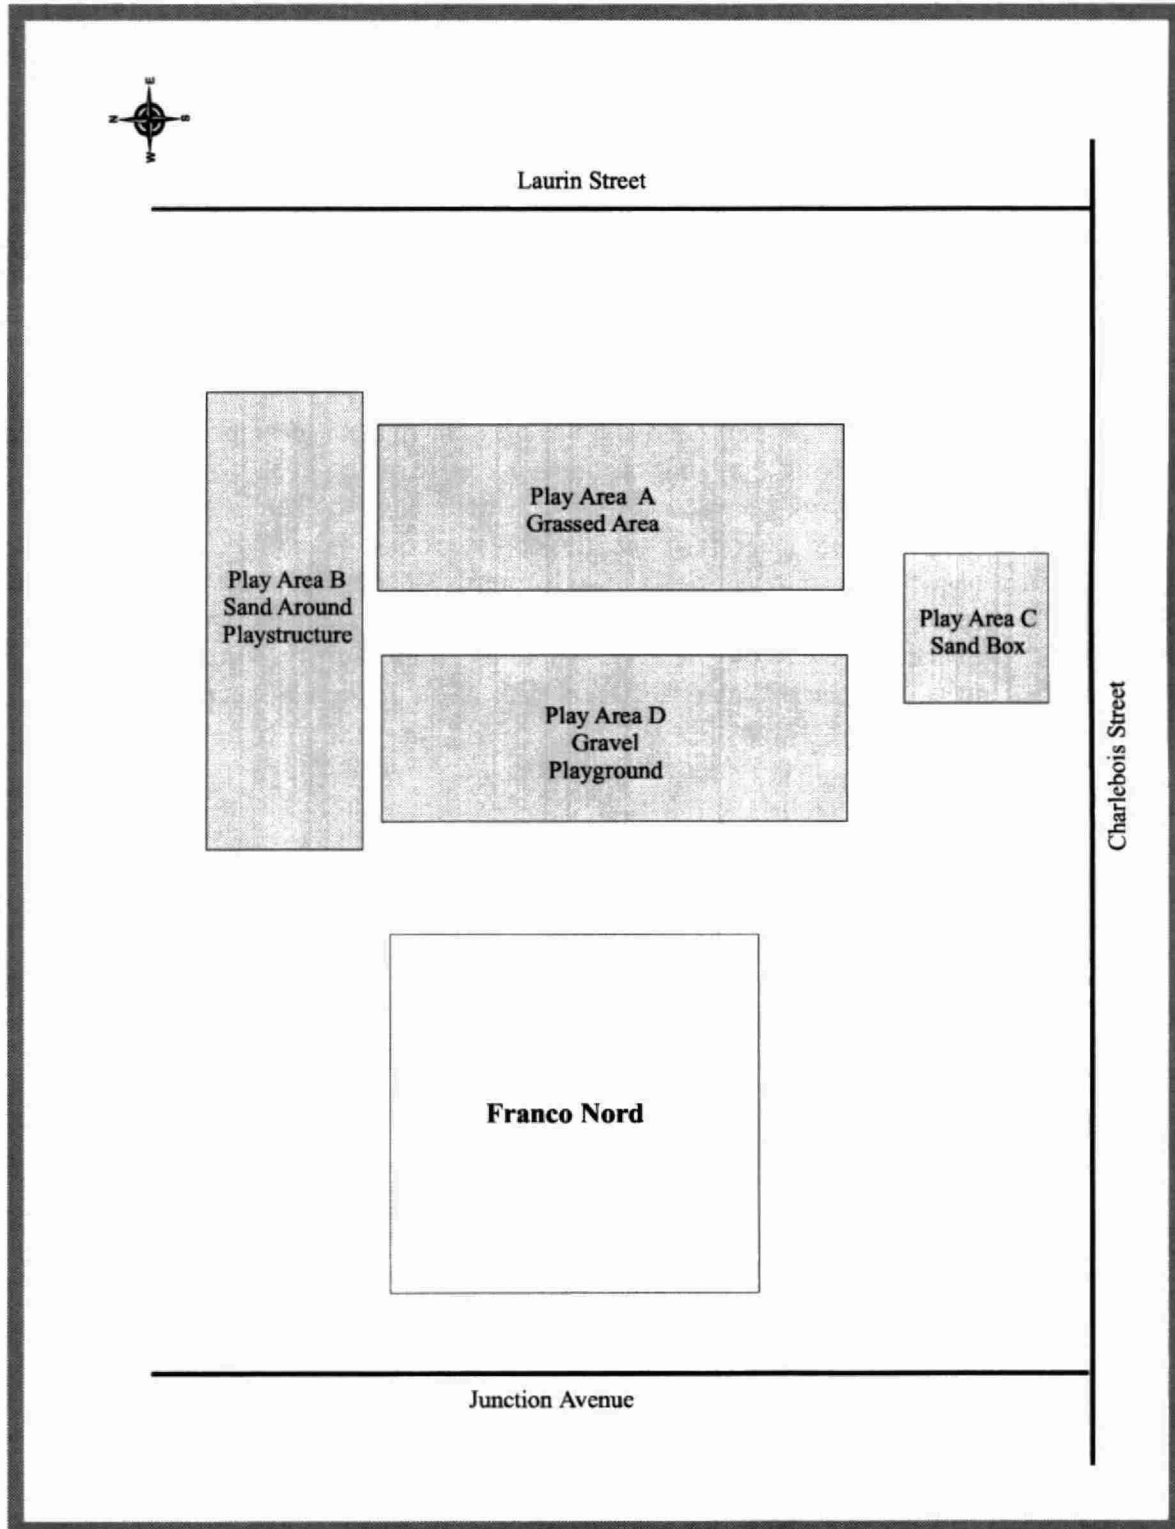 E
N
S
W
Laurin Street
Play Area A
Grassed Area
Play Area B
Sand Around
Playstructure
Play Area C
Sand Box
Play Area D
Gravel
Playground
Charlebois Street
Franco Nord
Junction Avenue